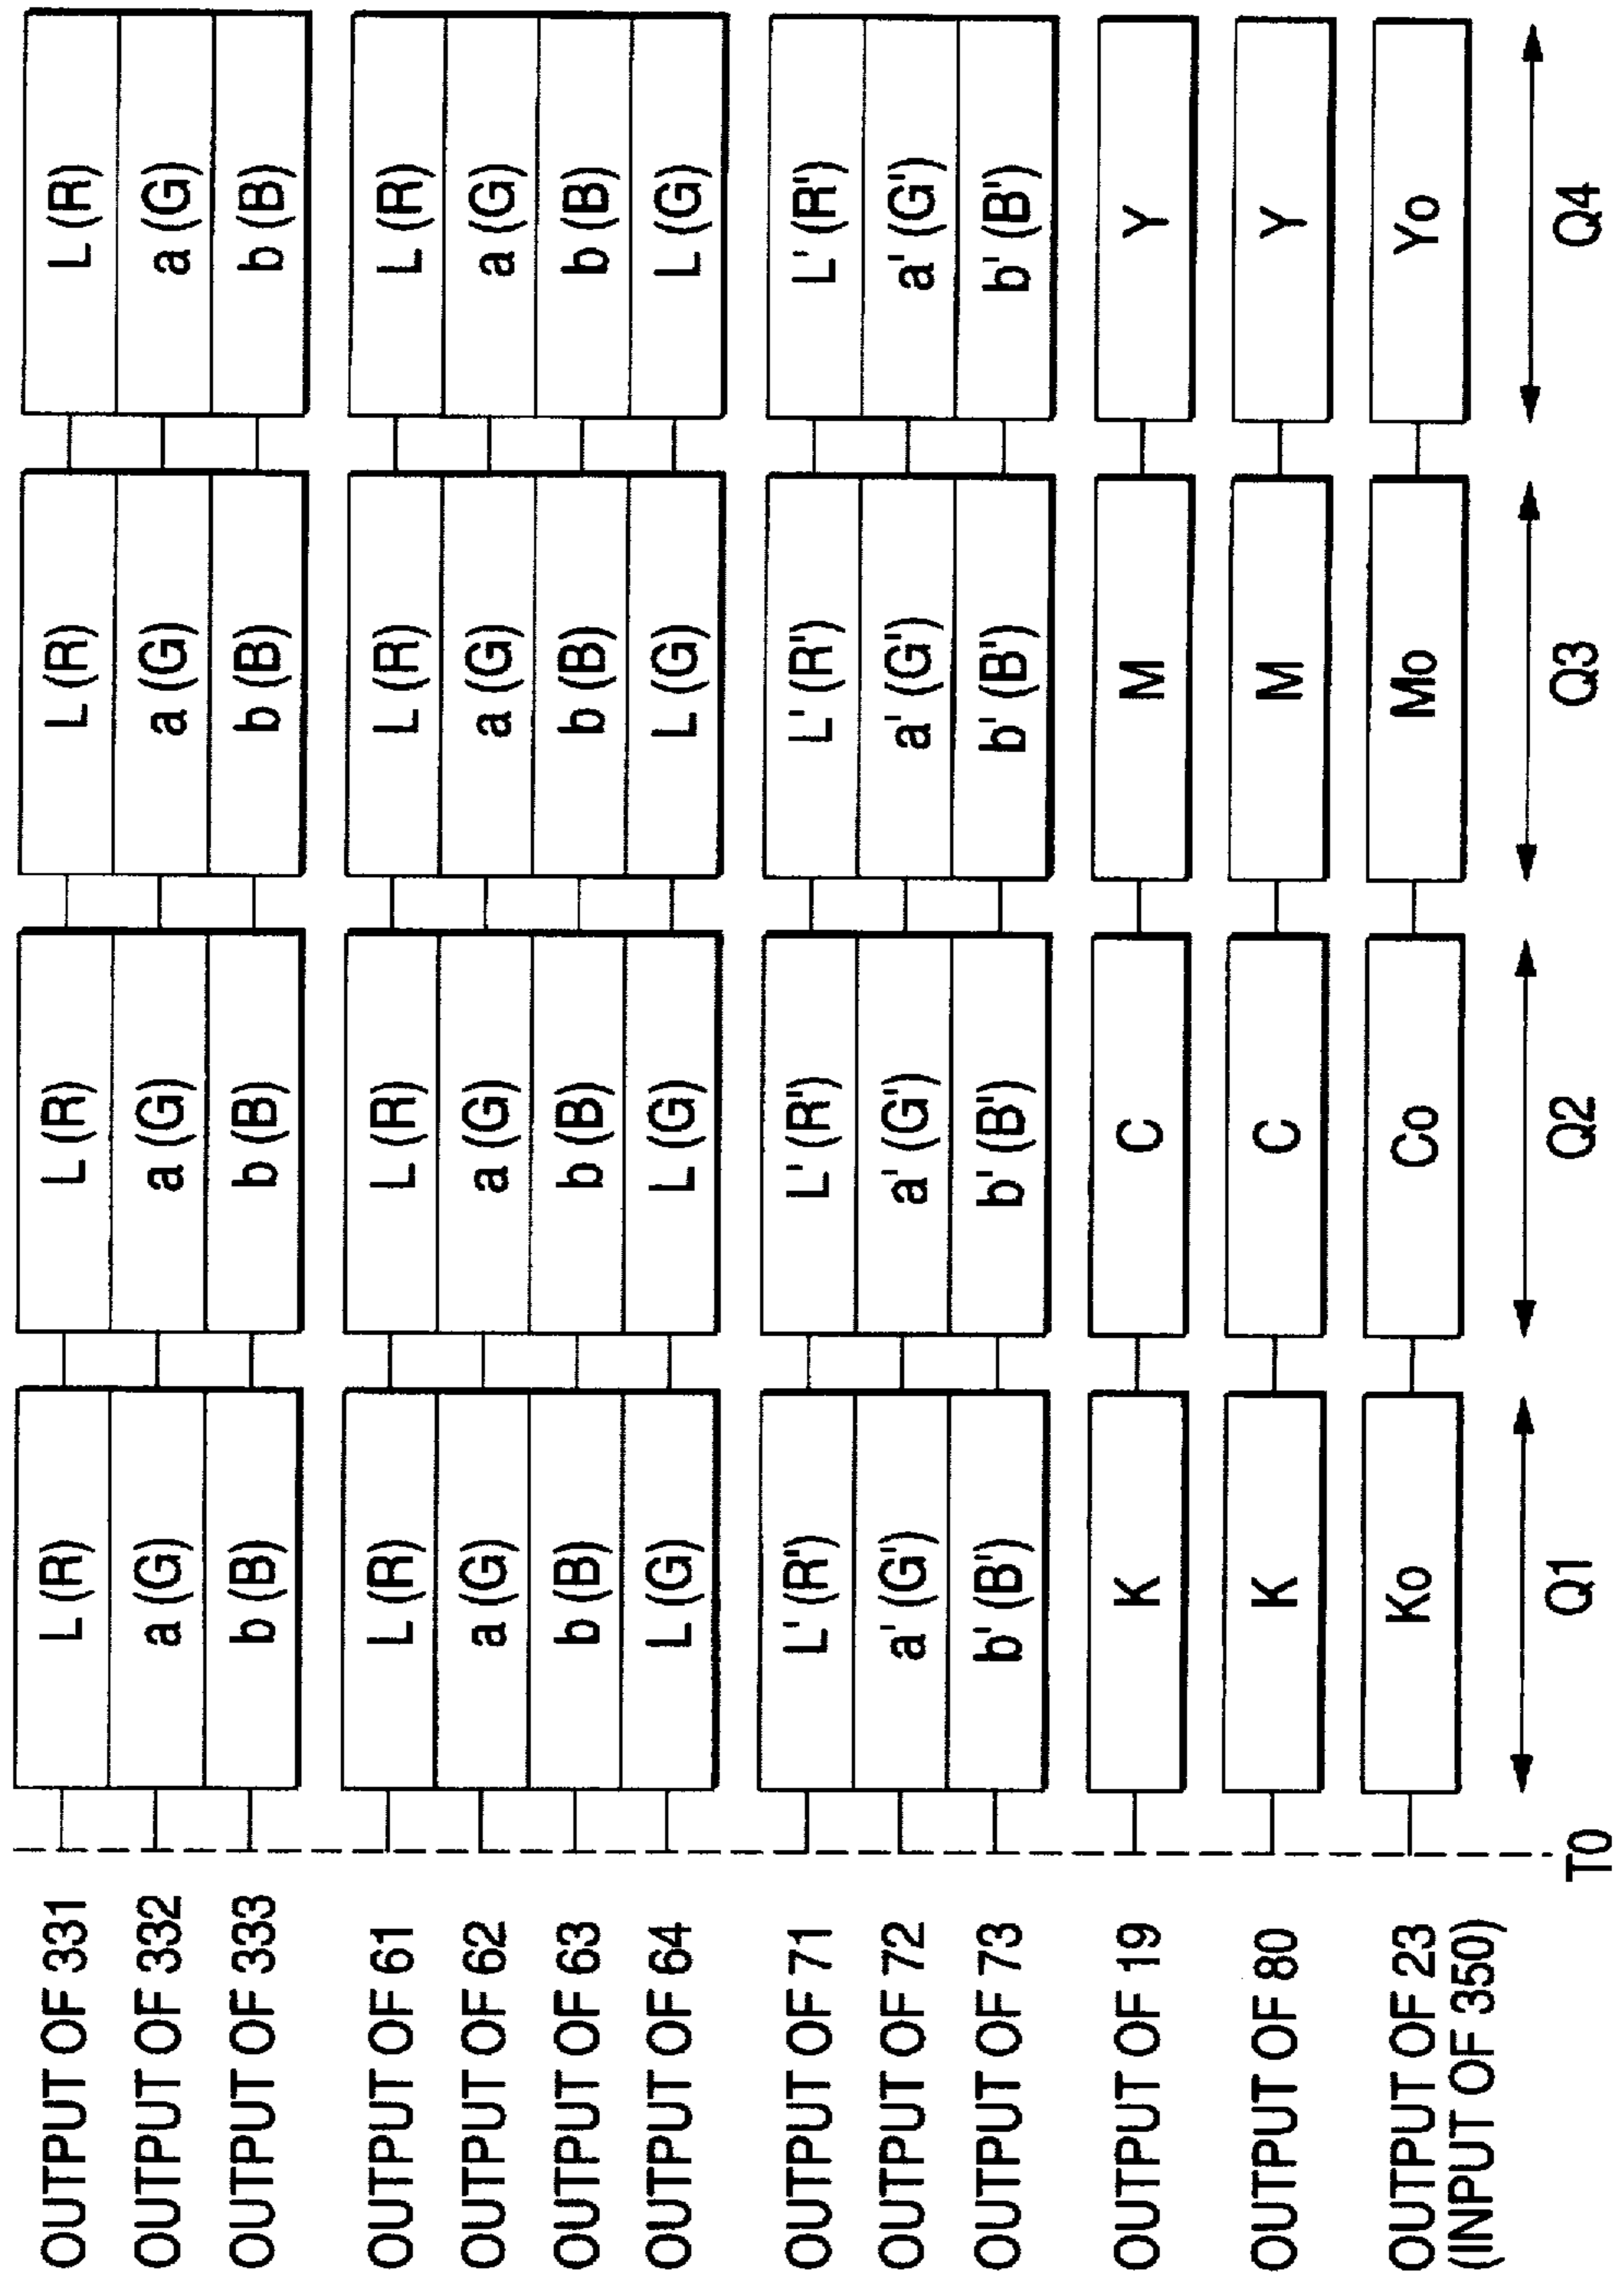 OUTPUT OF 331 L (R) L (R) L (R) L (R)
OUTPUT OF 332 a (G) a (G) a (G) a (G)
OUTPUT OF 333 b (B) b (B) b (B) b (B)
OUTPUT OF 61 L (R) L (R) L (R) L (R)
OUTPUT OF 62 a (G) a (G) a (G) a (G)
OUTPUT OF 63 b (B) b (B) b (B) b (B)
OUTPUT OF 64 L (G) L (G) L (G) L (G)
OUTPUT OF 71 L' (R') L' (R') L' (R') L' (R')
OUTPUT OF 72 a' (G') a' (G') a' (G') a' (G')
OUTPUT OF 73 b' (B') b' (B') b' (B') b' (B')
OUTPUT OF 19 K C M Y
OUTPUT OF 80 K C M Y
OUTPUT OF 23 Ko Co Mo Yo
(INPUT OF 350)
T0 Q1 Q2 Q3 Q4